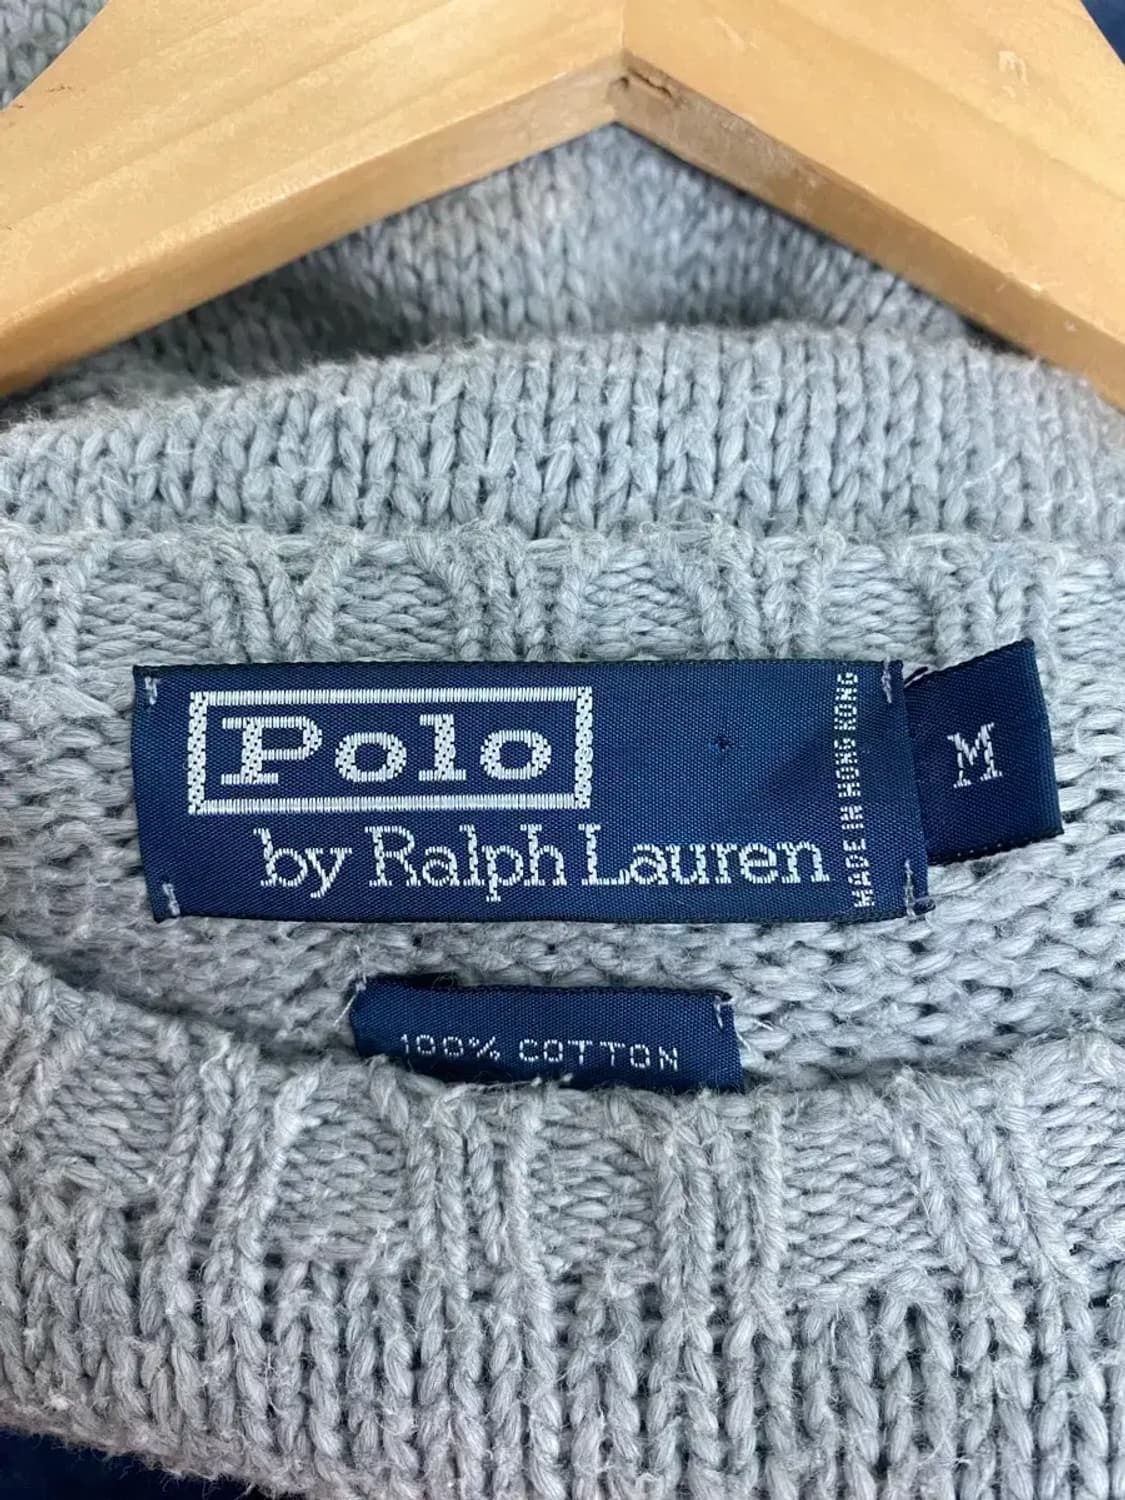 Polo
by Ralph Lauren
MADE IN HONG KONG
M
100% COTTON